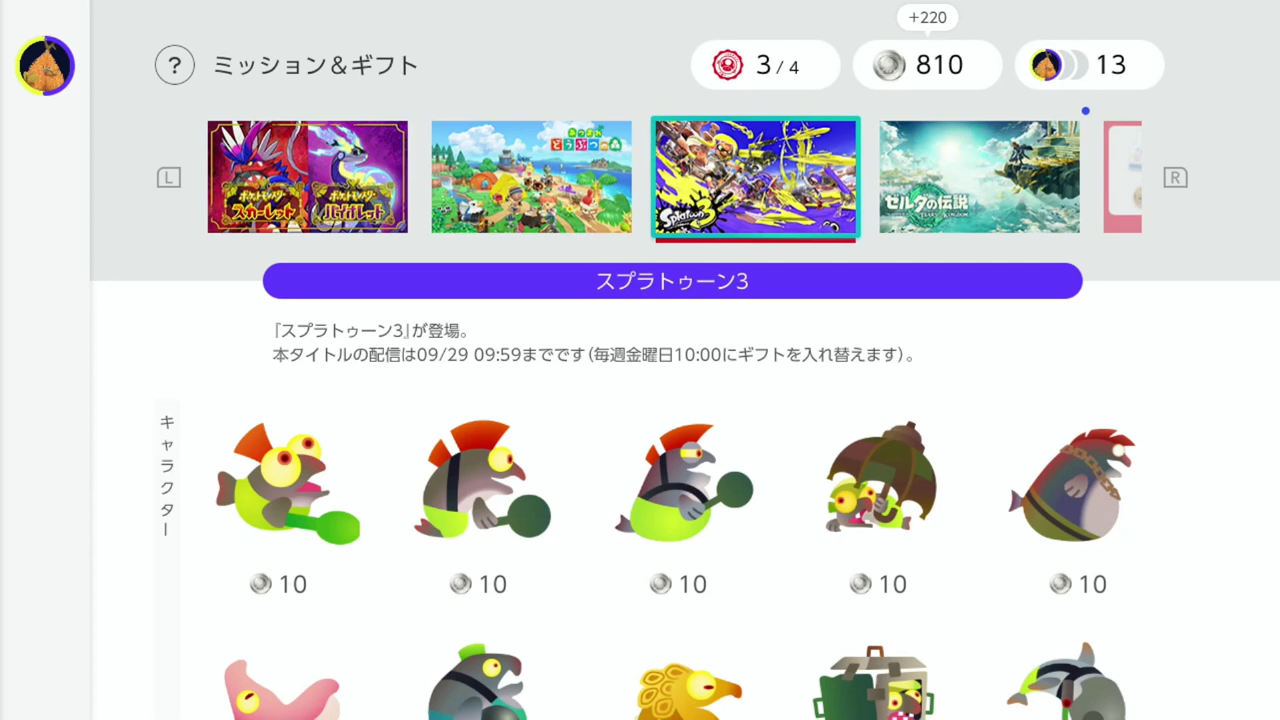 +220
? ミッション＆ギフト
3 / 4
810
13
L
ポケットモンスター
スカーレット
ポケットモンスター
バイオレット
あつまれ
どうぶつの森
Splatoon 3
ゼルダの伝説
R
スプラトゥーン3
『スプラトゥーン3』が登場。
本タイトルの配信は09/29 09:59までです（毎週金曜日10:00にギフトを入れ替えます）。
キャラクター
10
10
10
10
10